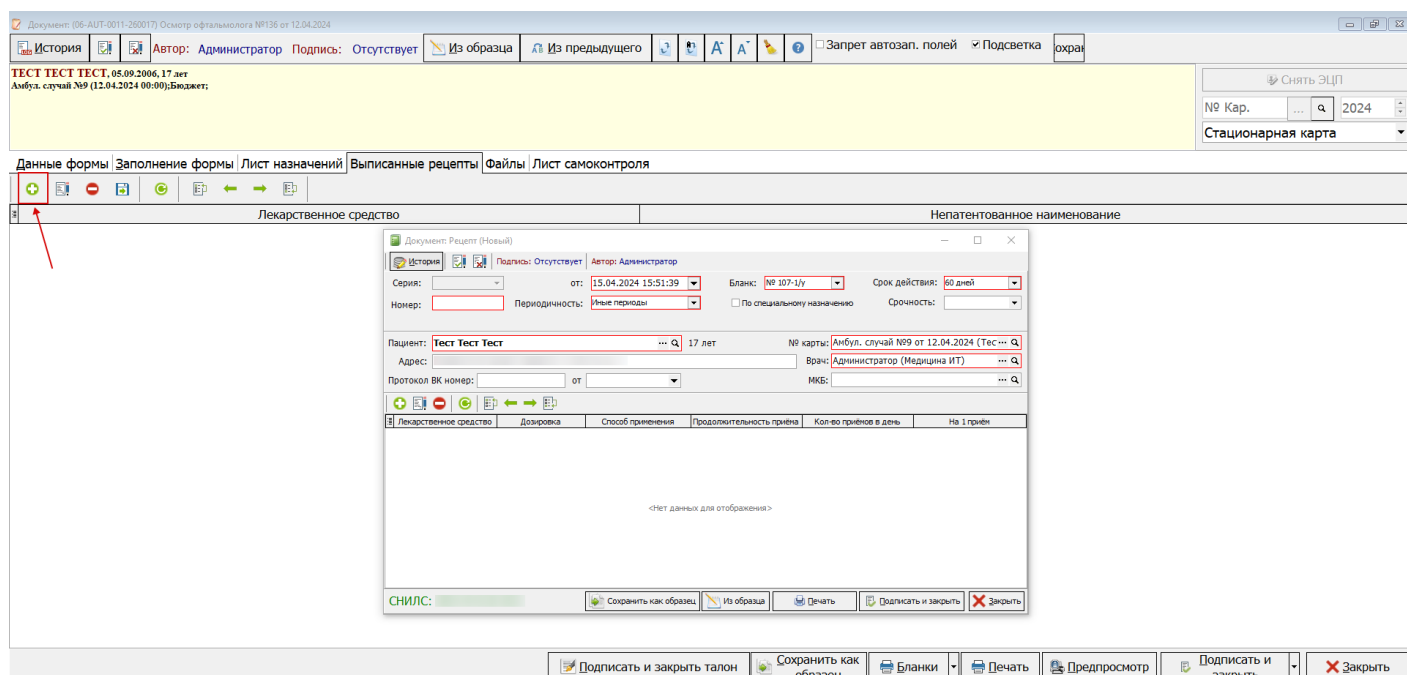 Документ: (06-AUT-0011-260017) Осмотр офтальмолога №136 от 12.04.2024
История Автор: Администратор Подпись: Отсутствует Из образца Из предыдущего Запрет автозап. полей Подсветка охран
ТЕСТ ТЕСТ ТЕСТ, 05.09.2006, 17 лет
Амбул. случай №9 (12.04.2024 00:00);Бюджет;
Снять ЭЦП
№ Кар. ... 2024
Стационарная карта
Данные формы Заполнение формы Лист назначений Выписанные рецепты Файлы Лист самоконтроля
Лекарственное средство Непатентованное наименование
Документ: Рецепт (Новый)
История Подпись: Отсутствует Автор: Администратор
Серия: от: 15.04.2024 15:51:39 Бланк: № 107-1/у Срок действия: 60 дней
Номер: Периодичность: Иные периоды По специальному назначению Срочность:
Пациент: Тест Тест Тест ... 17 лет № карты: Амбул. случай №9 от 12.04.2024 (Тес ...
Адрес: Врач: Администратор (Медицина ИТ) ...
Протокол ВК номер: от МКБ: ...
Лекарственное средство Дозировка Способ применения Продолжительность приёма Кол-во приёмов в день На 1 приём
<Нет данных для отображения>
СНИЛС: Сохранить как образец Из образца Печать Подписать и закрыть Закрыть
Подписать и закрыть талон Сохранить как образец Бланки Печать Предпросмотр Подписать и закрыть Закрыть